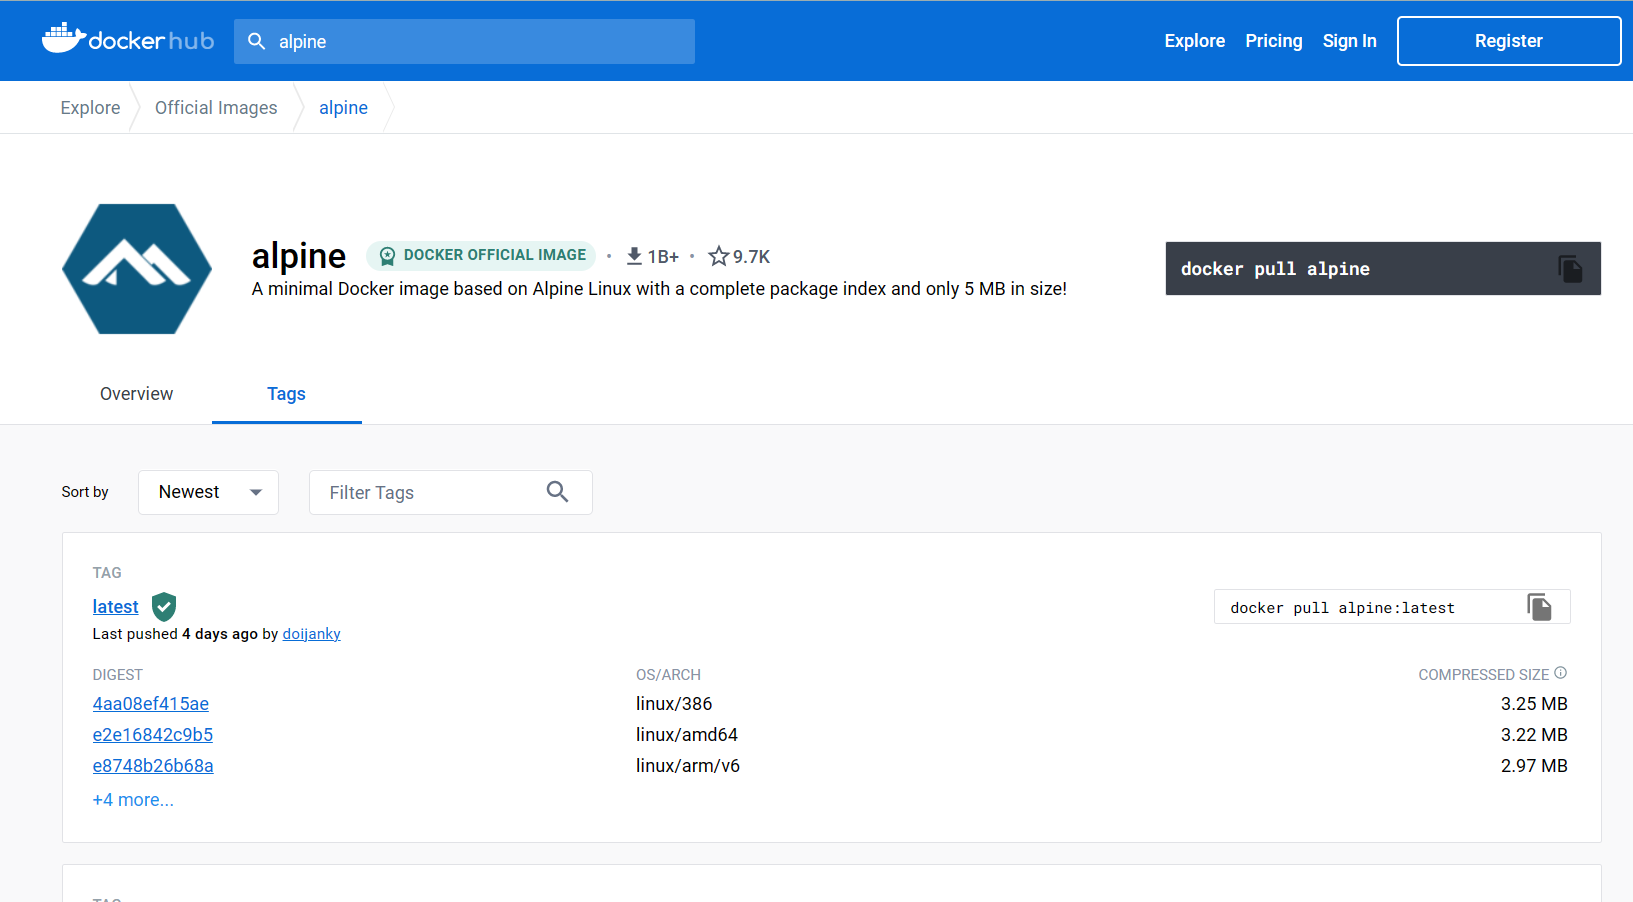 docker hub
alpine
Explore Pricing Sign In Register
Explore Official Images alpine
alpine DOCKER OFFICIAL IMAGE • 1B+ • 9.7K
A minimal Docker image based on Alpine Linux with a complete package index and only 5 MB in size!
docker pull alpine
Overview Tags
Sort by Newest Filter Tags
TAG
latest
docker pull alpine:latest
Last pushed 4 days ago by doijanky
DIGEST OS/ARCH COMPRESSED SIZE
4aa08ef415ae linux/386 3.25 MB
e2e16842c9b5 linux/amd64 3.22 MB
e8748b26b68a linux/arm/v6 2.97 MB
+4 more...
TAG